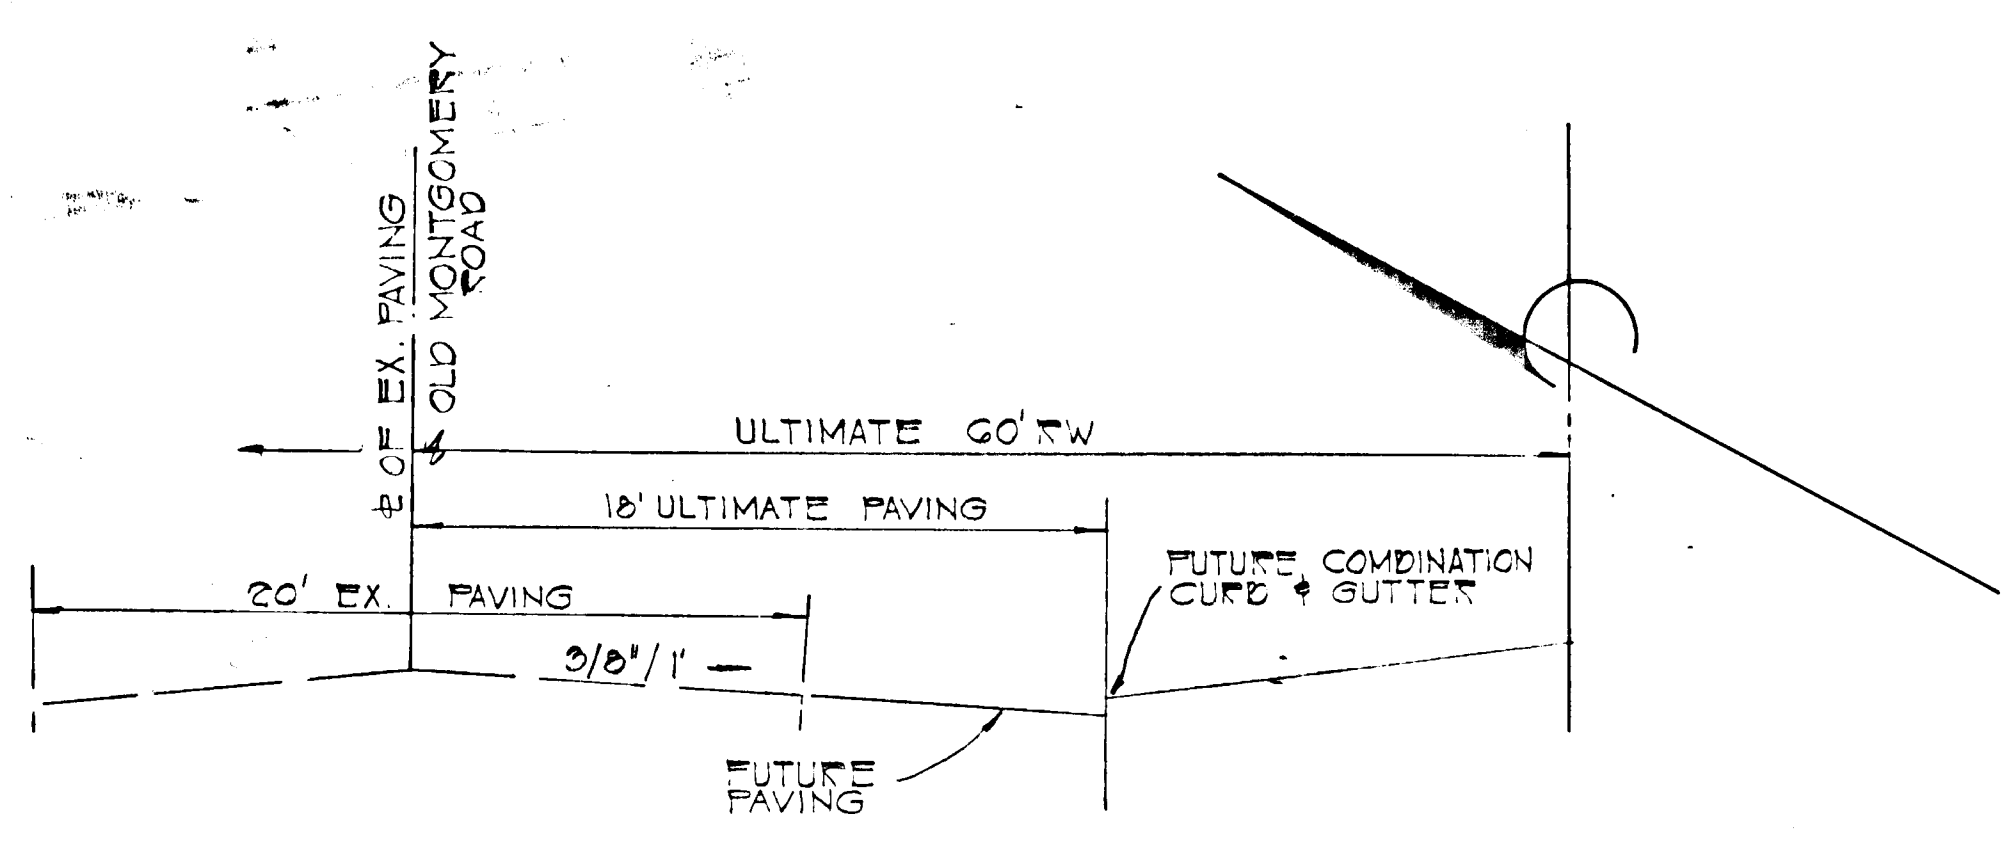 ℄ OF EX. PAVING
& OLD MONTGOMERY
ROAD
ULTIMATE 60' RW
18' ULTIMATE PAVING
20' EX. PAVING
FUTURE COMBINATION
CURB & GUTTER
3/8"/1'
FUTURE
PAVING